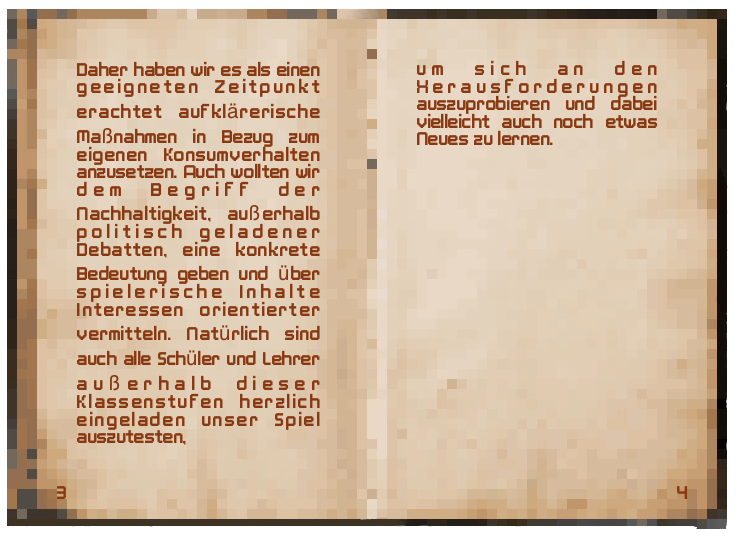 Daher haben wir es als einen
geeigneten Zeitpunkt
erachtet aufklärerische
Maßnahmen in Bezug zum
eigenen Konsumverhalten
anzusetzen. Auch wollten wir
dem Begriff der
Nachhaltigkeit, außerhalb
politisch geladener
Debatten, eine konkrete
Bedeutung geben und über
spielerische Inhalte
Interessen orientierter
vermitteln. Natürlich sind
auch alle Schüler und Lehrer
außerhalb dieser
Klassenstufen herzlich
eingeladen unser Spiel
auszutesten,
3
um sich an den
Herausforderungen
auszuprobieren und dabei
vielleicht auch noch etwas
Neues zu lernen.
4